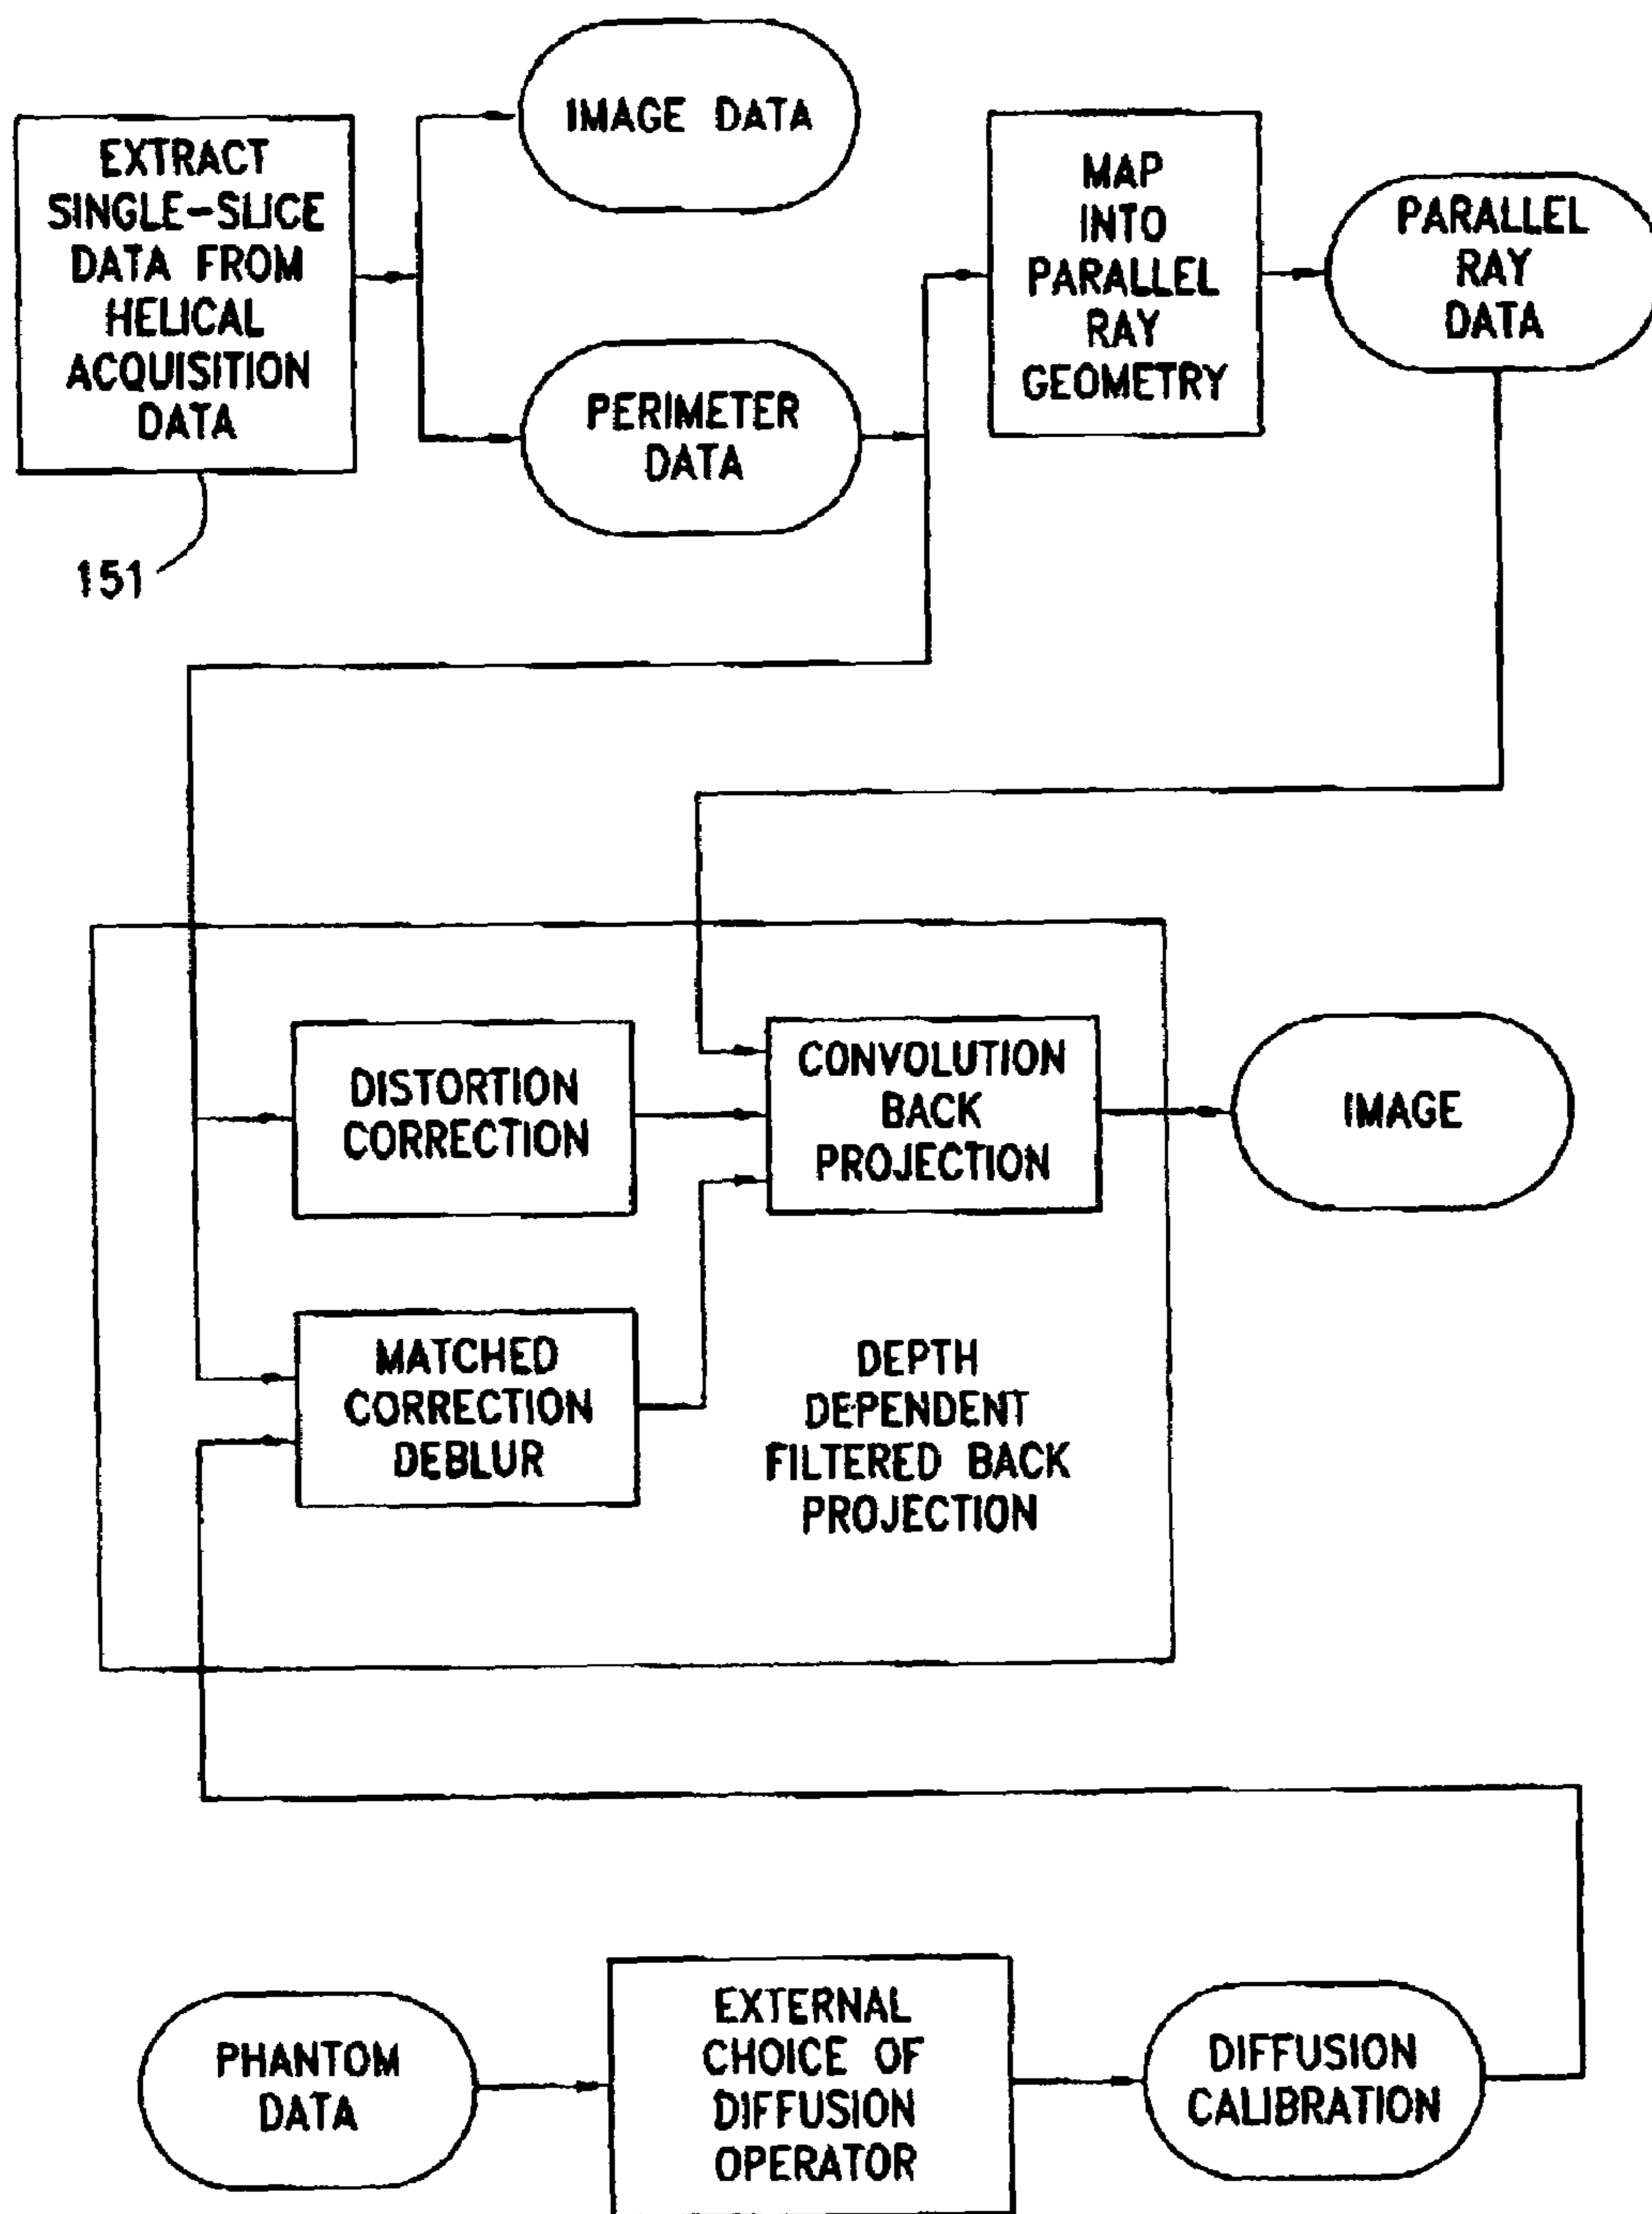 EXTRACT
SINGLE-SLICE
DATA FROM
HELICAL
ACQUISITION
DATA
151
IMAGE DATA
PERIMETER
DATA
MAP
INTO
PARALLEL
RAY
GEOMETRY
PARALLEL
RAY
DATA
DISTORTION
CORRECTION
CONVOLUTION
BACK
PROJECTION
IMAGE
MATCHED
CORRECTION
DEBLUR
DEPTH
DEPENDENT
FILTERED BACK
PROJECTION
PHANTOM
DATA
EXTERNAL
CHOICE OF
DIFFUSION
OPERATOR
DIFFUSION
CALIBRATION